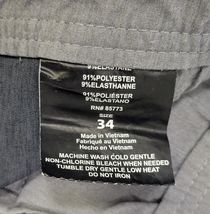 9%ELASTANE
91%POLYESTER
9%ELASTHANNE
91%POLIÉSTER
9%ELASTANO
RN# 85773
SIZE
34
Made in Vietnam
Fabriqué au Vietnam
Hecho en Vietnam
MACHINE WASH COLD GENTLE
NON-CHLORINE BLEACH WHEN NEEDED
TUMBLE DRY GENTLE LOW HEAT
DO NOT IRON